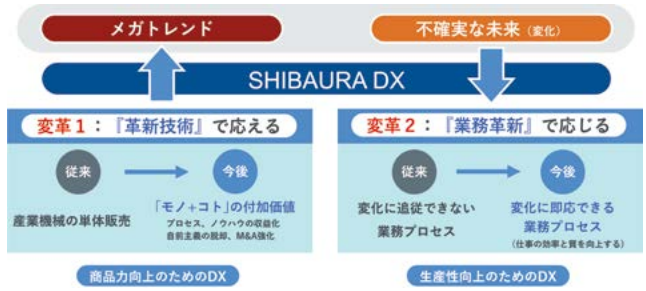 メガトレンド
不確実な未来（変化）
SHIBAURA DX
変革1：『革新技術』で応える
従来
今後
産業機械の単体販売
「モノ+コト」の付加価値
プロセス、ノウハウの収益化
自前主義の脱却、M&A強化
商品力向上のためのDX
変革2：『業務革新』で応じる
従来
今後
変化に追従できない
業務プロセス
変化に即応できる
業務プロセス
（仕事の効率と質を向上する）
生産性向上のためのDX